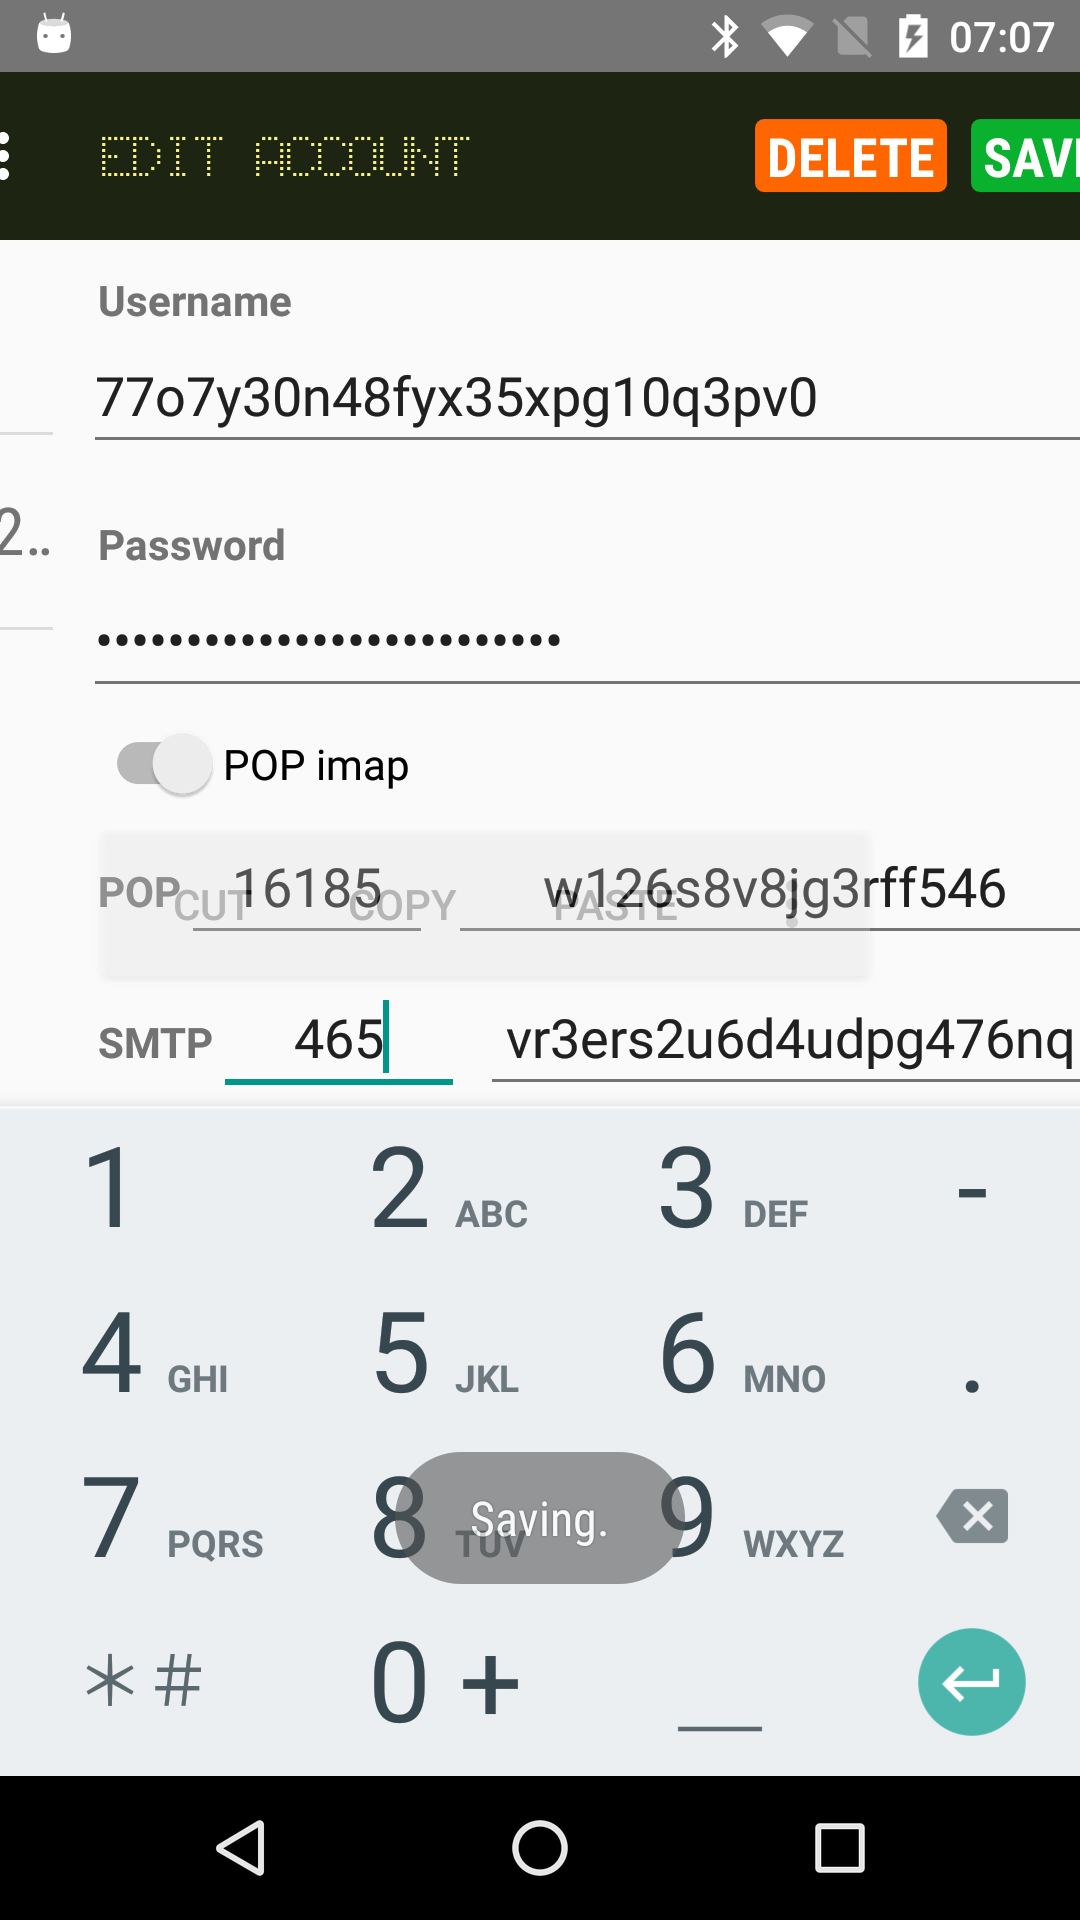 07:07
EDIT ACCOUNT DELETE SAVE
Username
77o7y30n48fyx35xpg10q3pv0
2..
Password
••••••••••••••••••••••••••
POP imap
POP 16185 w126s8v8jg3rff546
CUT COPY PASTE
SMTP 465 vr3ers2u6d4udpg476nq
1 2 ABC 3 DEF -
4 GHI 5 JKL 6 MNO .
7 PQRS 8 TUV 9 WXYZ
Saving.
* # 0 + _